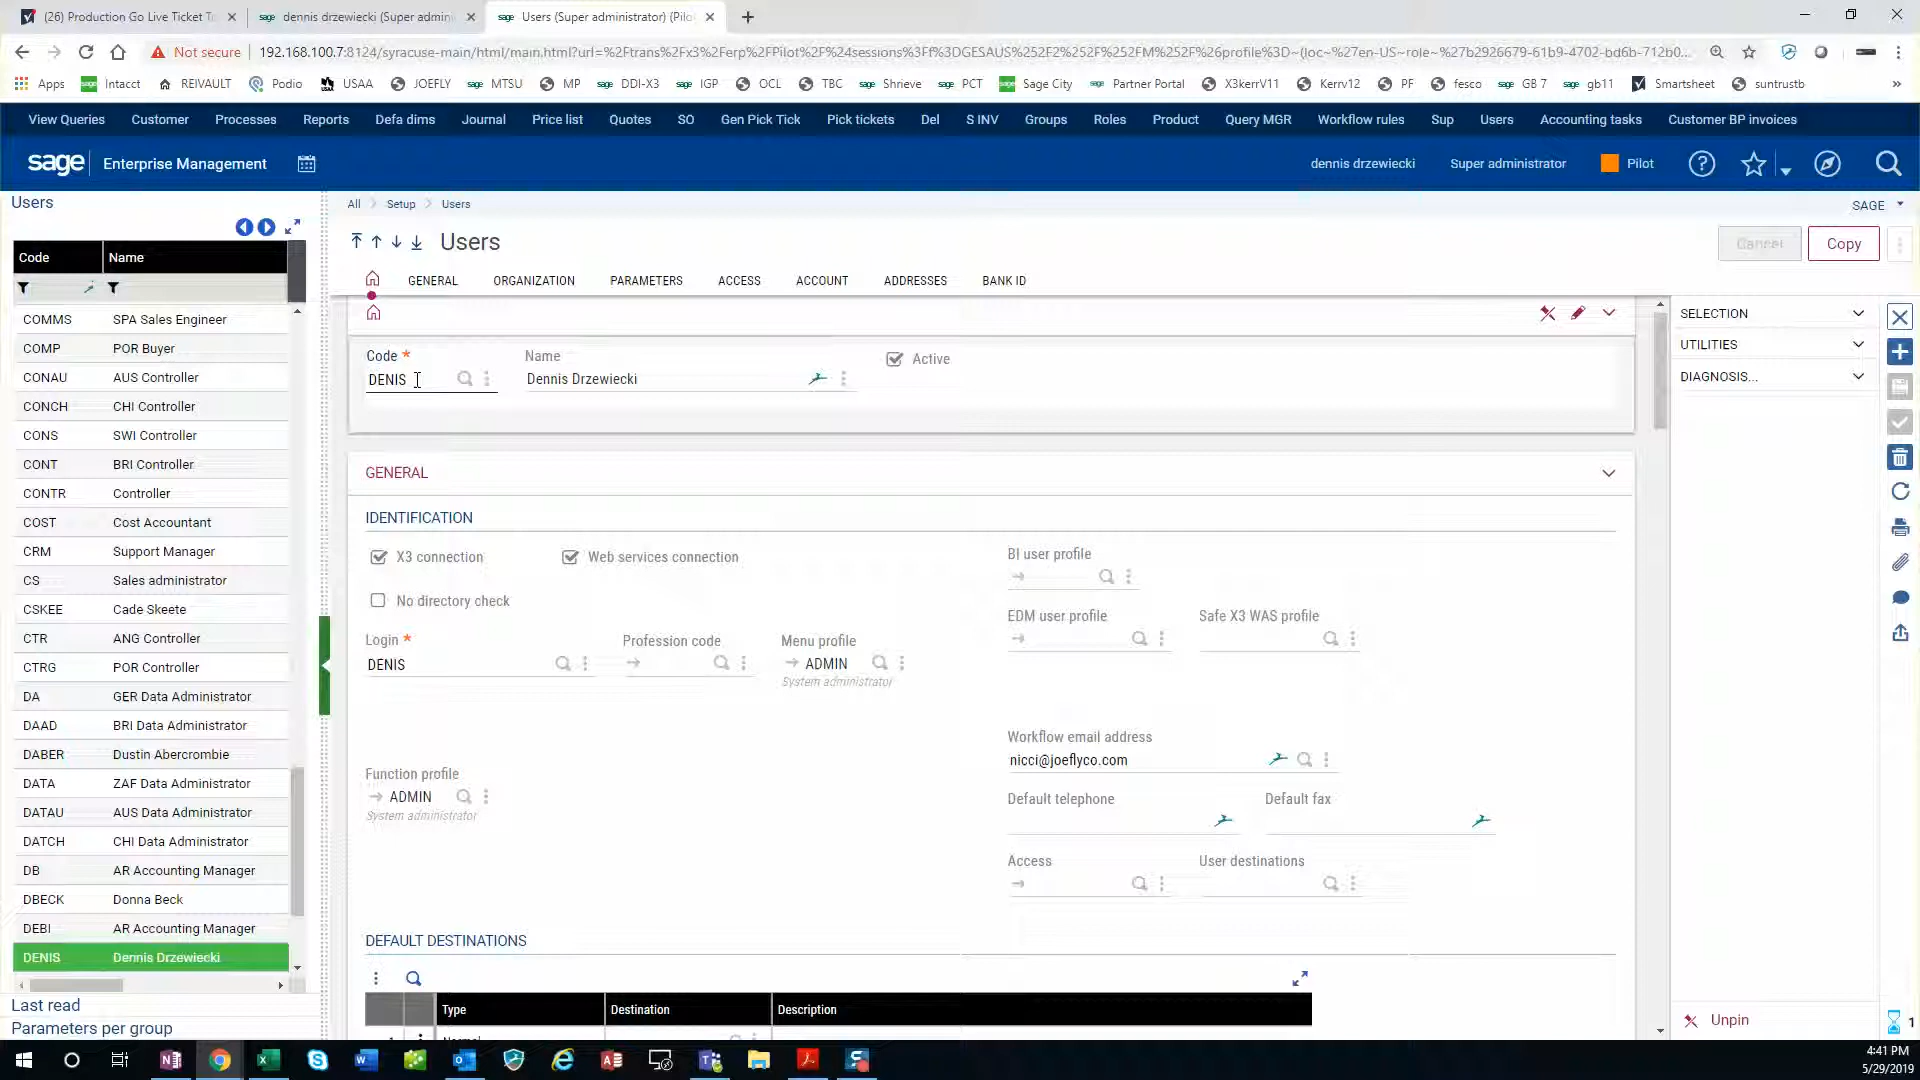 (26) Production Go Live Ticket T
dennis drzewiecki (Super admin
Users (Super administrator) (Pilo
Not secure
192.168.100.7:8124/syracuse-main/html/main.html?url=%2Ftrans%2Fx3%2Ferp%2FPilot%2F%24sessions%3Ff%3DGESAUS%252F2%252F%252FM%252F%26profile%3D~(loc~%27en-US~role~%27b2926679-61b9-4702-bd6b-712b0...
Apps
Intacct
REIVAULT
Podio
USAA
JOEFLY
MTSU
MP
DDI-X3
IGP
OCL
TBC
Shrieve
PCT
Sage City
Partner Portal
X3kerrV11
Kerrv12
PF
fesco
GB 7
gb11
Smartsheet
suntrustb
View Queries
Customer
Processes
Reports
Defa dims
Journal
Price list
Quotes
SO
Gen Pick Tick
Pick tickets
Del
S INV
Groups
Roles
Product
Query MGR
Workflow rules
Sup
Users
Accounting tasks
Customer BP invoices
sage
Enterprise Management
dennis drzewiecki
Super administrator
Pilot
Users
All
Setup
Users
SAGE
Users
Cancel
Copy
GENERAL
ORGANIZATION
PARAMETERS
ACCESS
ACCOUNT
ADDRESSES
BANK ID
Code
Name
COMMS SPA Sales Engineer
COMP POR Buyer
CONAU AUS Controller
CONCH CHI Controller
CONS SWI Controller
CONT BRI Controller
CONTR Controller
COST Cost Accountant
CRM Support Manager
CS Sales administrator
CSKEE Cade Skeete
CTR ANG Controller
CTRG POR Controller
DA GER Data Administrator
DAAD BRI Data Administrator
DABER Dustin Abercrombie
DATA ZAF Data Administrator
DATAU AUS Data Administrator
DATCH CHI Data Administrator
DB AR Accounting Manager
DBECK Donna Beck
DEBI AR Accounting Manager
DENIS Dennis Drzewiecki
Last read
Parameters per group
Code *
Name
Active
DENIS
Dennis Drzewiecki
GENERAL
IDENTIFICATION
X3 connection
Web services connection
No directory check
Login *
Profession code
Menu profile
DENIS
ADMIN
System administrator
Function profile
ADMIN
System administrator
BI user profile
EDM user profile
Safe X3 WAS profile
Workflow email address
nicci@joeflyco.com
Default telephone
Default fax
Access
User destinations
DEFAULT DESTINATIONS
Type
Destination
Description
SELECTION
UTILITIES
DIAGNOSIS...
Unpin
1
4:41 PM
5/29/2019